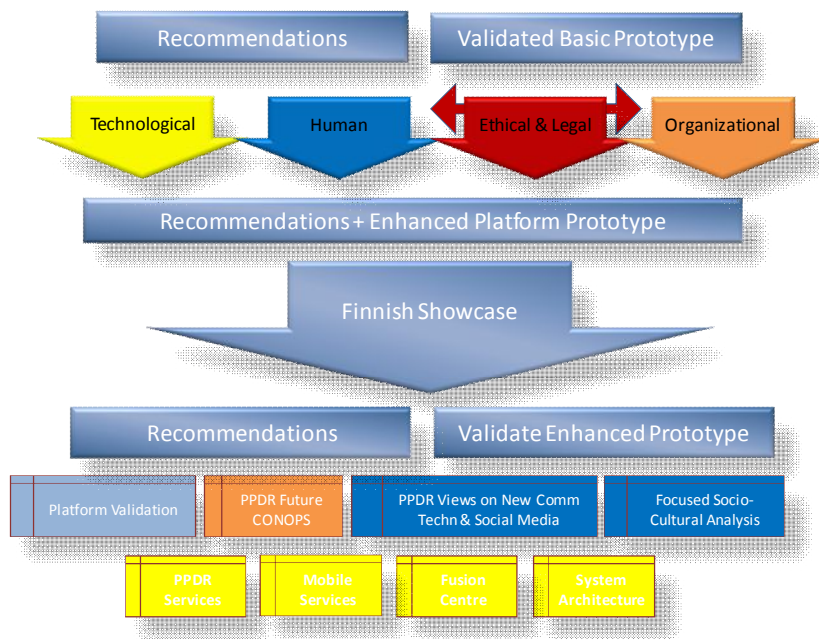 Recommendations
Validated Basic Prototype
Technological
Human
Ethical & Legal
Organizational
Recommendations + Enhanced Platform Prototype
Finnish Showcase
Recommendations
Validate Enhanced Prototype
Platform Validation
PPDR Future
CONOPS
PPDR Views on New Comm
Techn & Social Media
Focused Socio-
Cultural Analysis
PPDR
Services
Mobile
Services
Fusion
Centre
System
Architecture